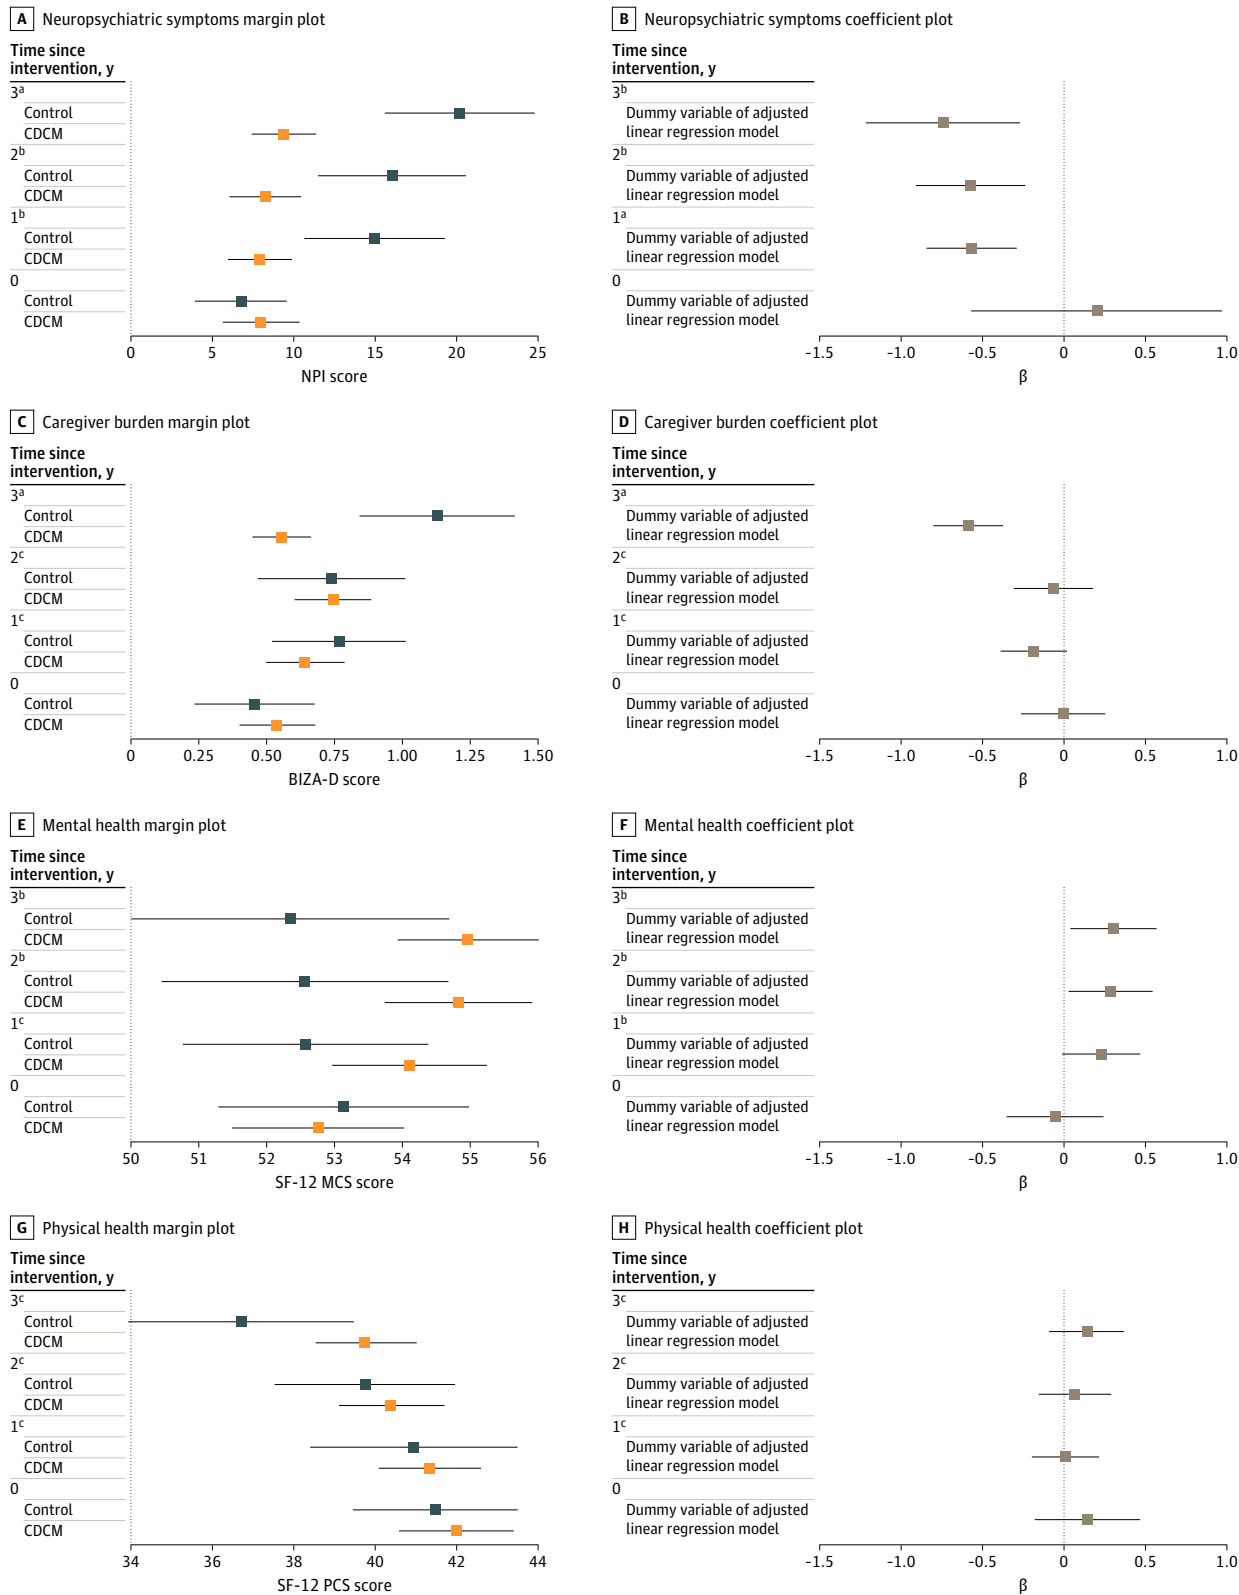 A Neuropsychiatric symptoms margin plot
Time since
intervention, y
3a
Control
CDCM
2b
Control
CDCM
1b
Control
CDCM
0
Control
CDCM
0 5 10 15 20 25
NPI score
B Neuropsychiatric symptoms coefficient plot
Time since
intervention, y
3b
Dummy variable of adjusted
linear regression model
2b
Dummy variable of adjusted
linear regression model
1a
Dummy variable of adjusted
linear regression model
0
Dummy variable of adjusted
linear regression model
-1.5 -1.0 -0.5 0 0.5 1.0
β
C Caregiver burden margin plot
Time since
intervention, y
3a
Control
CDCM
2c
Control
CDCM
1c
Control
CDCM
0
Control
CDCM
0 0.25 0.50 0.75 1.00 1.25 1.50
BIZA-D score
D Caregiver burden coefficient plot
Time since
intervention, y
3a
Dummy variable of adjusted
linear regression model
2c
Dummy variable of adjusted
linear regression model
1c
Dummy variable of adjusted
linear regression model
0
Dummy variable of adjusted
linear regression model
-1.5 -1.0 -0.5 0 0.5 1.0
β
E Mental health margin plot
Time since
intervention, y
3b
Control
CDCM
2b
Control
CDCM
1c
Control
CDCM
0
Control
CDCM
50 51 52 53 54 55 56
SF-12 MCS score
F Mental health coefficient plot
Time since
intervention, y
3b
Dummy variable of adjusted
linear regression model
2b
Dummy variable of adjusted
linear regression model
1b
Dummy variable of adjusted
linear regression model
0
Dummy variable of adjusted
linear regression model
-1.5 -1.0 -0.5 0 0.5 1.0
β
G Physical health margin plot
Time since
intervention, y
3c
Control
CDCM
2c
Control
CDCM
1c
Control
CDCM
0
Control
CDCM
34 36 38 40 42 44
SF-12 PCS score
H Physical health coefficient plot
Time since
intervention, y
3c
Dummy variable of adjusted
linear regression model
2c
Dummy variable of adjusted
linear regression model
1c
Dummy variable of adjusted
linear regression model
0
Dummy variable of adjusted
linear regression model
-1.5 -1.0 -0.5 0 0.5 1.0
β